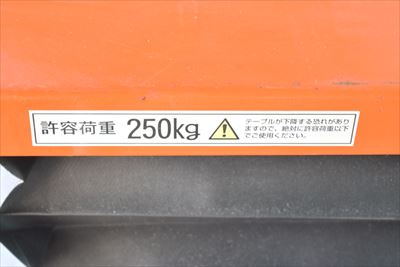 許容荷重 250kg
テーブルが下降する恐れがあり
ますので、絶対に許容荷重以下
でご使用ください。